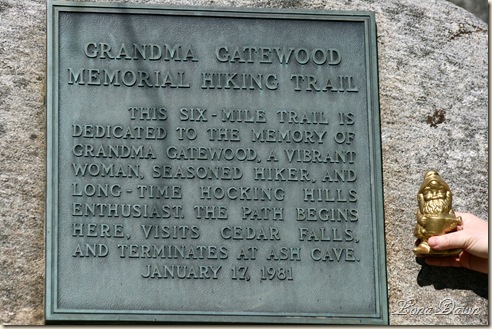 GRANDMA GATEWOOD
MEMORIAL HIKING TRAIL
THIS SIX-MILE TRAIL IS
DEDICATED TO THE MEMORY OF
GRANDMA GATEWOOD, A VIBRANT
WOMAN, SEASONED HIKER, AND
LONG-TIME HOCKING HILLS
ENTHUSIAST. THE PATH BEGINS
HERE, VISITS CEDAR FALLS,
AND TERMINATES AT ASH CAVE.
JANUARY 17, 1981